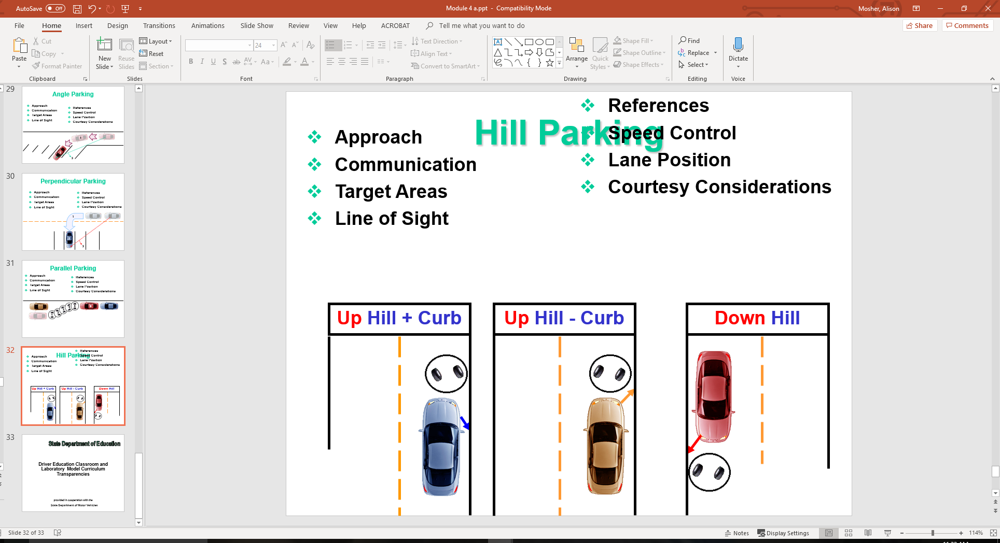 AutoSave Off
Module 4 a.ppt - Compatibility Mode
Mosher, Alison
File Home Insert Design Transitions Animations Slide Show Review View Help ACROBAT Tell me what you want to do
Share Comments
Paste
Cut
Copy
Format Painter
Clipboard
New Slide
Reuse Slides
Layout
Reset
Section
Slides
24
B I U S ab AV Aa A
Font
Text Direction
Align Text
Convert to SmartArt
Paragraph
Arrange
Quick Styles
Shape Fill
Shape Outline
Shape Effects
Drawing
Find
Replace
Select
Editing
Dictate
Voice
29
Angle Parking
Approach
Communication
Target Areas
Line of Sight
References
Speed Control
Lane Position
Courtesy Considerations
1
2
3
30
Perpendicular Parking
Approach
Communication
Target Areas
Line of Sight
References
Speed Control
Lane Position
Courtesy Considerations
1
2
3
31
Parallel Parking
Approach
Communication
Target Areas
Line of Sight
References
Speed Control
Lane Position
Courtesy Considerations
32
Hill Parking
Approach
Communication
Target Areas
Line of Sight
References
Speed Control
Lane Position
Courtesy Considerations
Up Hill + Curb
Up Hill - Curb
Down Hill
33
State Department of Education
Driver Education Classroom and
Laboratory Model Curriculum
Transparencies
provided in cooperation with the
State Department of Motor Vehicles
Hill Parking
Approach
Communication
Target Areas
Line of Sight
References
Speed Control
Lane Position
Courtesy Considerations
Up Hill + Curb
Up Hill - Curb
Down Hill
Slide 32 of 33
Notes
Display Settings
114%